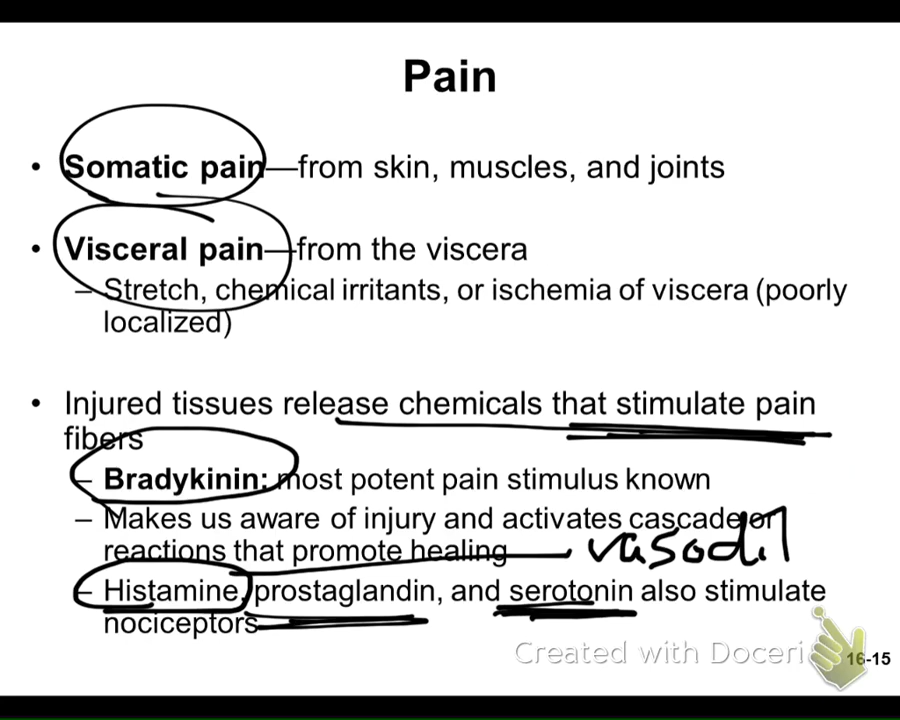 Pain
• Somatic pain—from skin, muscles, and joints
• Visceral pain—from the viscera
– Stretch, chemical irritants, or ischemia of viscera (poorly
localized)
• Injured tissues release chemicals that stimulate pain
fibers
– Bradykinin: most potent pain stimulus known
– Makes us aware of injury and activates cascade or
reactions that promote healing
vasodil
– Histamine, prostaglandin, and serotonin also stimulate
nociceptors
Created with Doceri
16-15